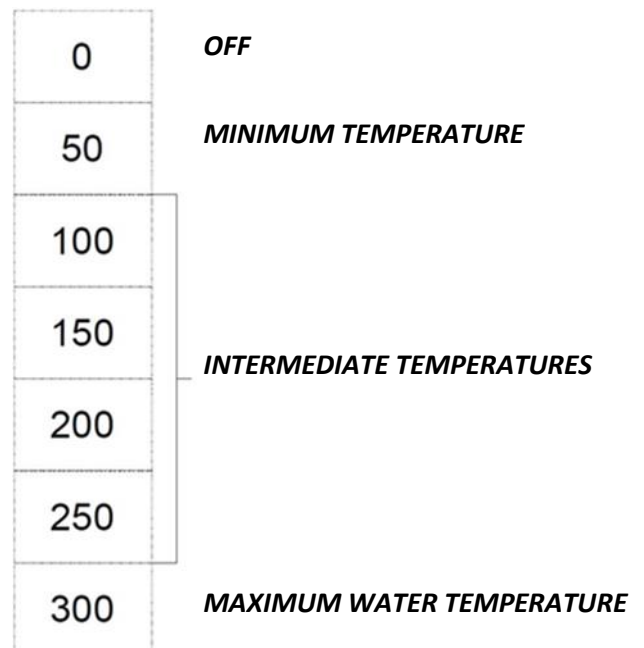 0 OFF
50 MINIMUM TEMPERATURE
100
150
INTERMEDIATE TEMPERATURES
200
250
300 MAXIMUM WATER TEMPERATURE